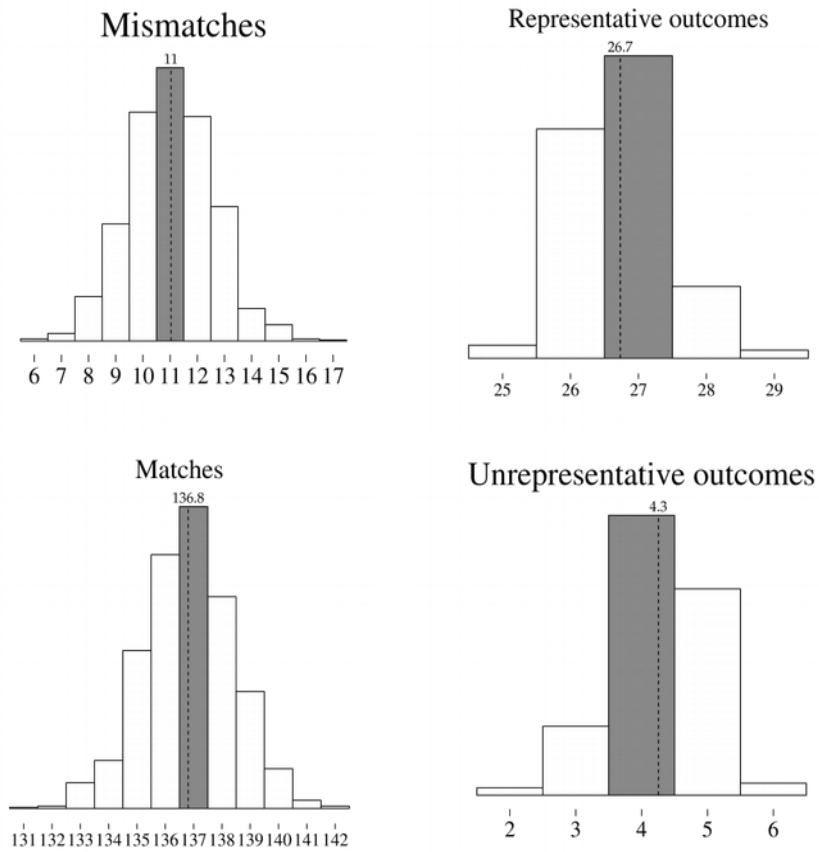 Mismatches
11
6 7 8 9 10 11 12 13 14 15 16 17
Representative outcomes
26.7
25 26 27 28 29
Matches
136.8
131 132 133 134 135 136 137 138 139 140 141 142
Unrepresentative outcomes
4.3
2 3 4 5 6